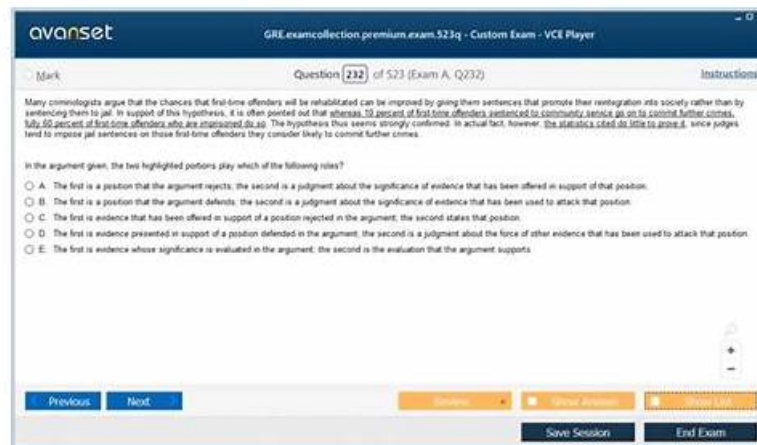 avanset
GRE.examcollection.premium.exam.523q - Custom Exam - VCE Player
Mark
Question 232 of 523 (Exam A, Q232)
Instructions
Many criminologists argue that the chances that first-time offenders will be rehabilitated can be improved by giving them sentences that promote their reintegration into society rather than by
sentencing them to jail. In support of this hypothesis, it is often pointed out that whereas 10 percent of first-time offenders sentenced to community service go on to commit further crimes,
fully 60 percent of first-time offenders who are imprisoned do so. The hypothesis thus seems strongly confirmed. In actual fact, however, the statistics cited do little to prove it, since judges
tend to impose jail sentences on those first-time offenders they consider likely to commit further crimes.
In the argument given, the two highlighted portions play which of the following roles?
A. The first is a position that the argument rejects; the second is a judgment about the significance of evidence that has been offered in support of that position.
B. The first is a position that the argument defends; the second is a judgment about the significance of evidence that has been used to attack that position.
C. The first is evidence that has been offered in support of a position rejected in the argument; the second states that position.
D. The first is evidence presented in support of a position defended in the argument; the second is a judgment about the force of other evidence that has been used to attack that position.
E. The first is evidence whose significance is evaluated in the argument; the second is the evaluation that the argument supports.
Previous
Next
Review
Show Answer
Show List
Save Session
End Exam